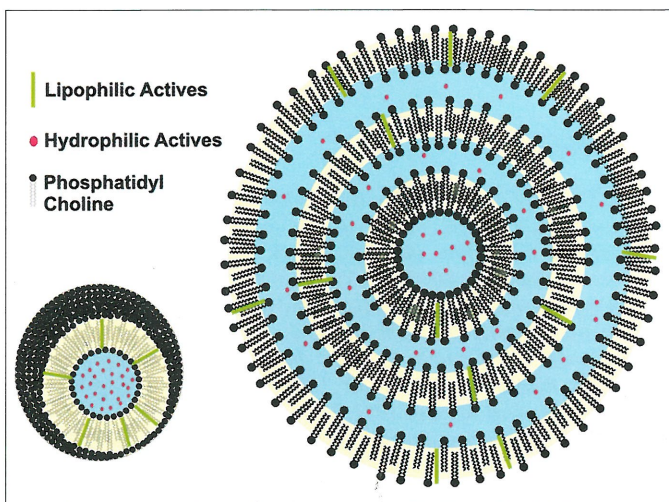 Lipophilic Actives
Hydrophilic Actives
Phosphatidyl
Choline